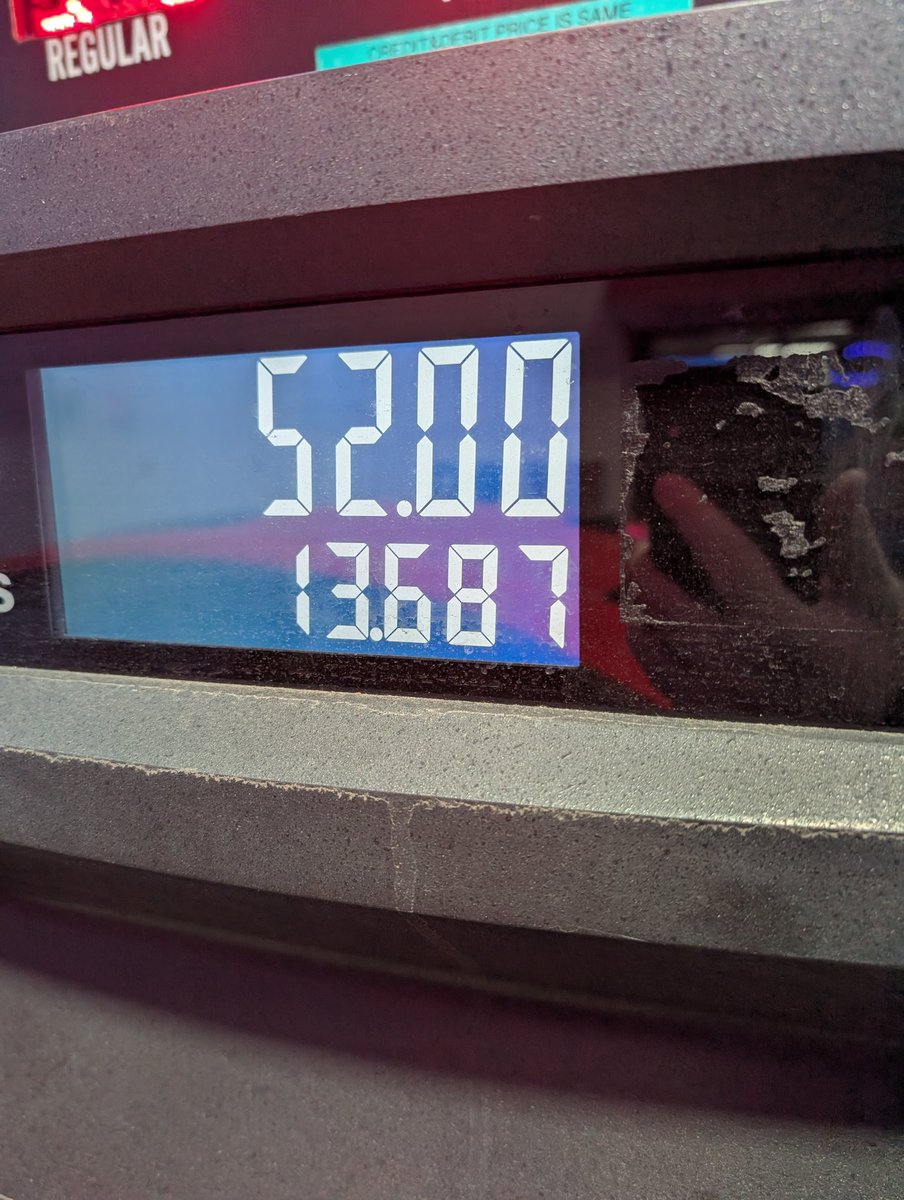 REGULAR
CREDIT/DEBIT PRICE IS SAME
52.00
13.687
S